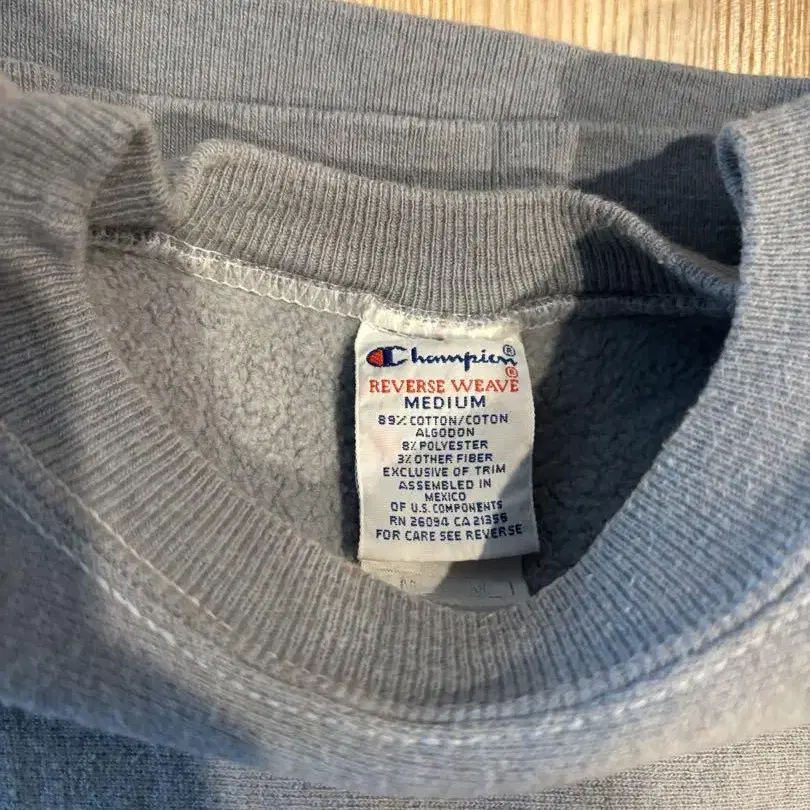 Champion®
®
REVERSE WEAVE
MEDIUM
89% COTTON/COTON
ALGODON
8% POLYESTER
3% OTHER FIBER
EXCLUSIVE OF TRIM
ASSEMBLED IN
MEXICO
OF U.S. COMPONENTS
RN 26094 CA 21355
FOR CARE SEE REVERSE